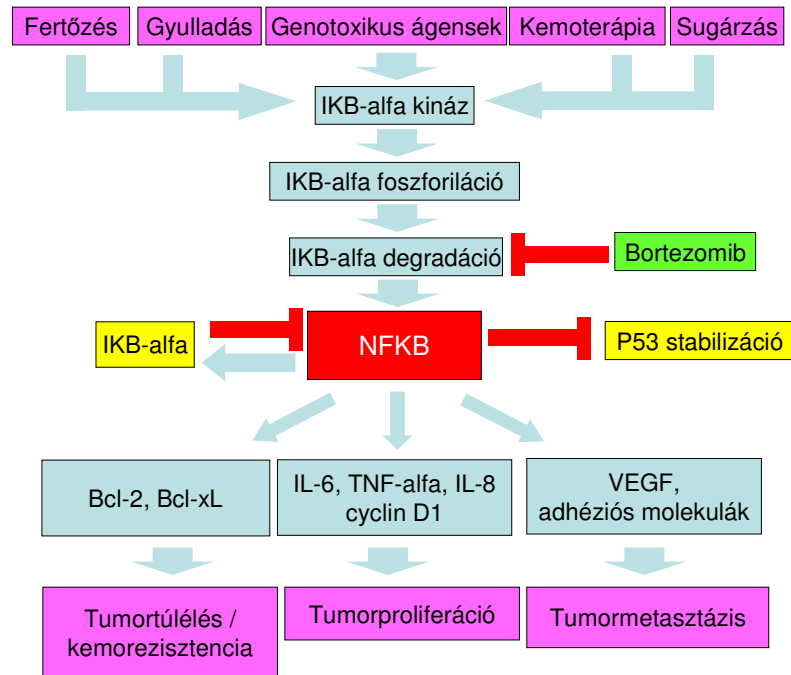 Fertőzés
Gyulladás
Genotoxikus ágensek
Kemoterápia
Sugárzás
IKB-alfa kináz
IKB-alfa foszforiláció
IKB-alfa degradáció
Bortezomib
IKB-alfa
NFKB
P53 stabilizáció
Bcl-2, Bcl-xL
IL-6, TNF-alfa, IL-8
cyclin D1
VEGF,
adhéziós molekulák
Tumortúlélés /
kemorezisztencia
Tumorproliferáció
Tumormetasztázis